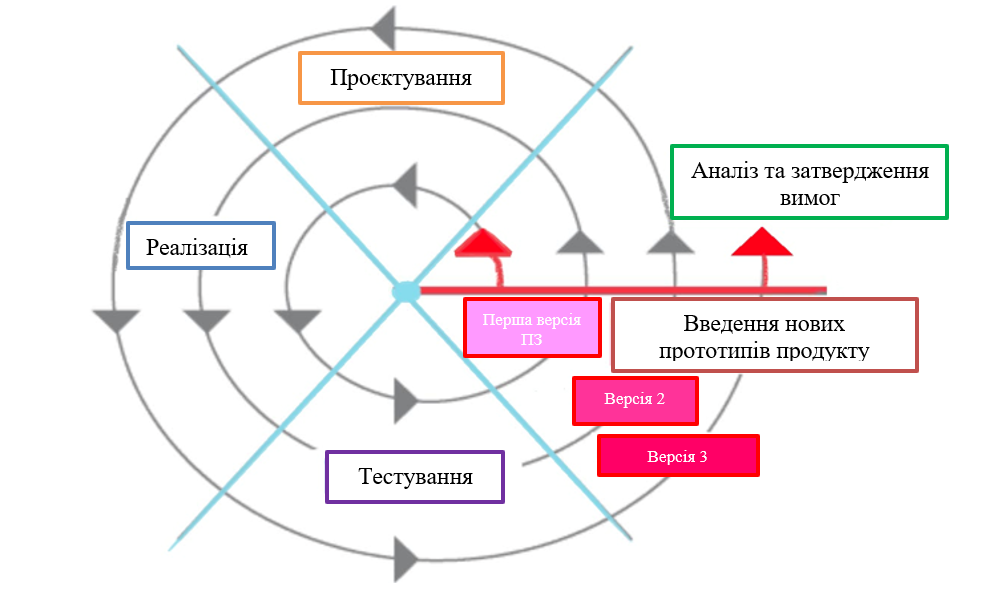 Проєктування
Аналіз та затвердження
вимог
Реалізація
Перша версія
ПЗ
Введення нових
прототипів продукту
Версія 2
Версія 3
Тестування